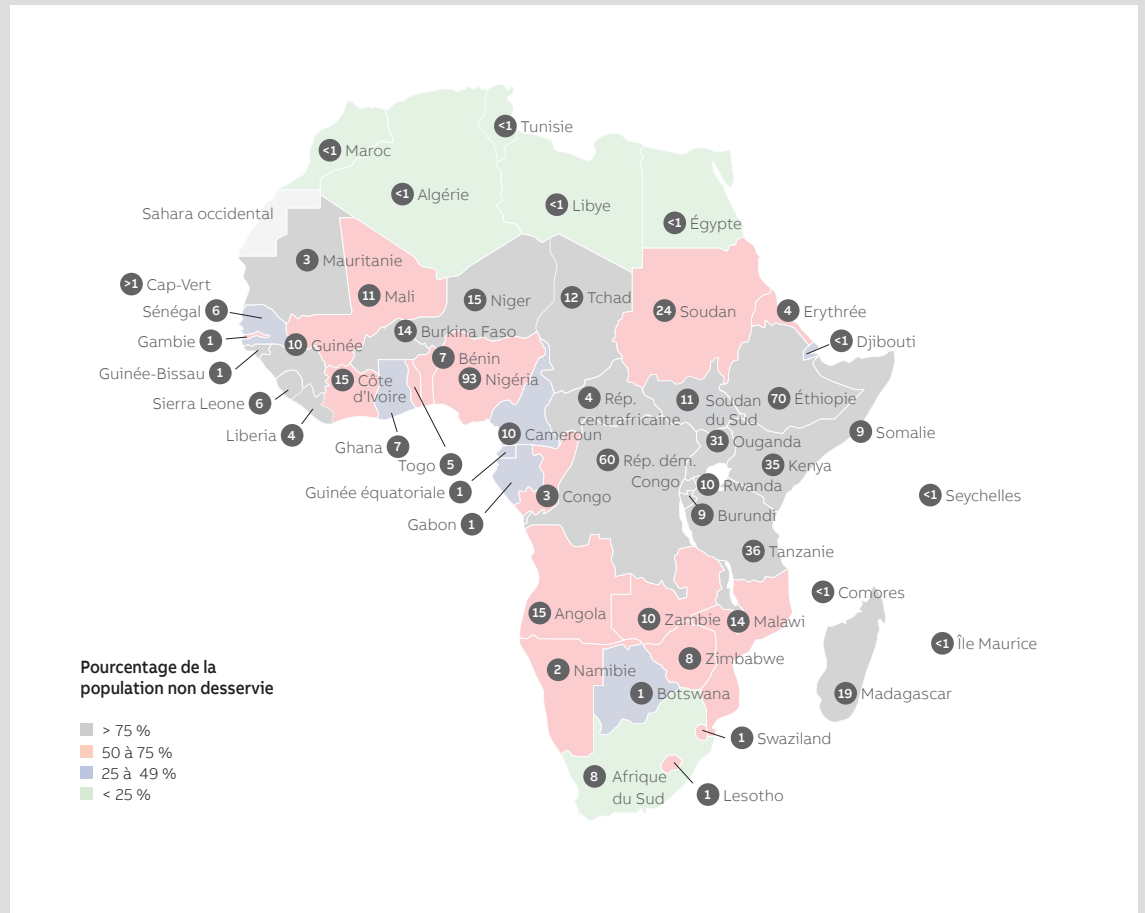 <1 Tunisie
<1 Maroc
<1 Algérie
<1 Libye
Sahara occidental
<1 Égypte
3 Mauritanie
>1 Cap-Vert
11 Mali
15 Niger
12 Tchad
24 Soudan
4 Erythrée
Sénégal 6
14 Burkina Faso
Gambie 1
10 Guinée
<1 Djibouti
7 Bénin
Guinée-Bissau 1
15 Côte
d’Ivoire
93 Nigéria
4 Rép.
centrafricaine
11 Soudan
du Sud
70 Éthiopie
Sierra Leone 6
Liberia 4
10 Cameroun
9 Somalie
31 Ouganda
Ghana 7
Togo 5
60 Rép. dém.
Congo
35 Kenya
Guinée équatoriale 1
3 Congo
10 Rwanda
<1 Seychelles
Gabon 1
9 Burundi
36 Tanzanie
<1 Comores
15 Angola
10 Zambie
14 Malawi
<1 Île Maurice
8 Zimbabwe
2 Namibie
1 Botswana
19 Madagascar
1 Swaziland
8 Afrique
du Sud
1 Lesotho
Pourcentage de la
population non desservie
> 75 %
50 à 75 %
25 à 49 %
< 25 %